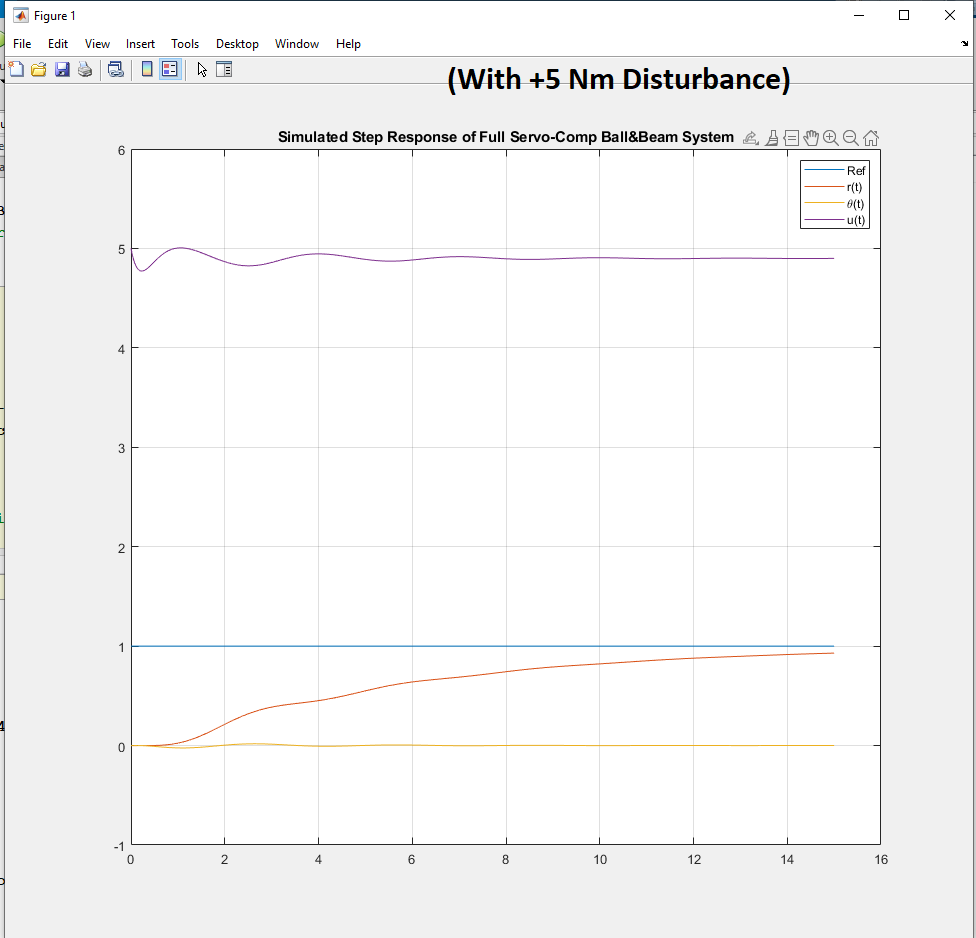 Figure 1
File Edit View Insert Tools Desktop Window Help
(With +5 Nm Disturbance)
Simulated Step Response of Full Servo-Comp Ball&Beam System
Ref
r(t)
θ(t)
u(t)
6
5
4
3
2
1
0
-1
0 2 4 6 8 10 12 14 16